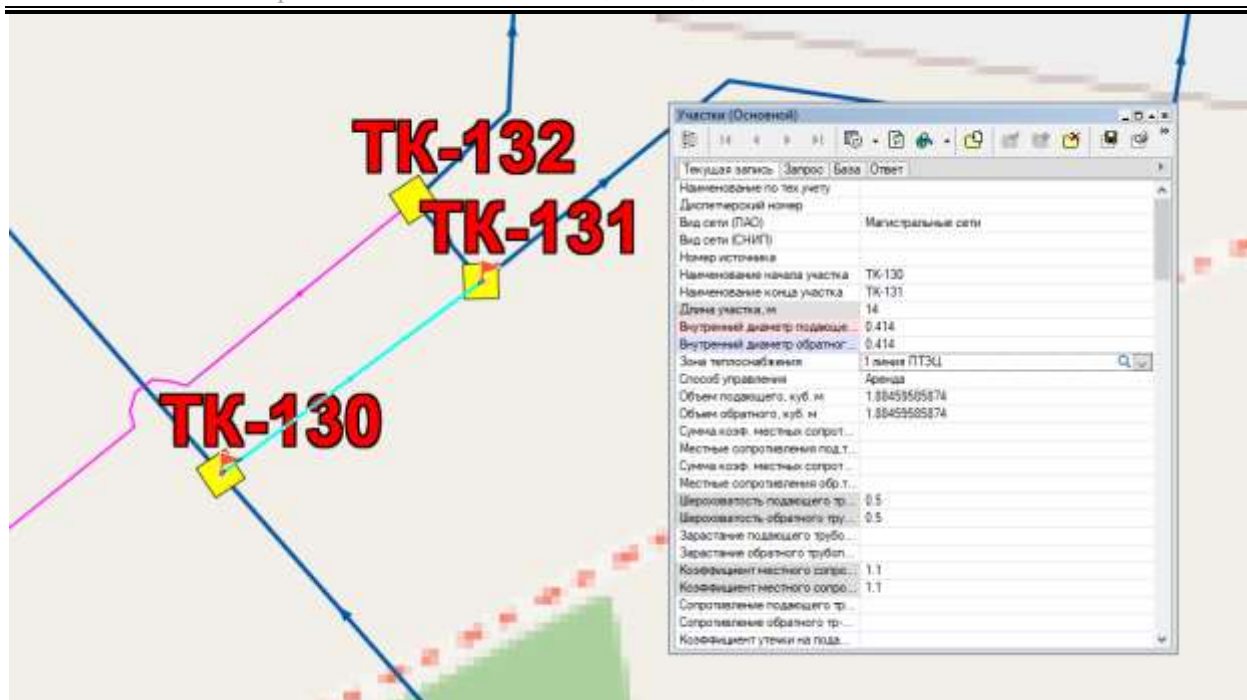 ТК-132
ТК-131
ТК-130
Участки (Основной)
Текущая запись Запрос База Ответ
Наименование по тех.учету
Диспетчерский номер
Вид сети (ПАО) Магистральные сети
Вид сети (СНИП)
Номер источника
Наименование начала участка ТК-130
Наименование конца участка ТК-131
Длина участка, м 14
Внутренний диаметр подающе... 0.414
Внутренний диаметр обратног... 0.414
Зона теплоснабжения 1 линия ПТЭЦ
Способ управления Аренда
Объем подающего, куб. м 1.88459585874
Объем обратного, куб. м 1.88459585874
Сумма коэф. местных сопрот...
Местные сопротивления под.т...
Сумма коэф. местных сопрот...
Местные сопротивления обр.т...
Шероховатость подающего тр... 0.5
Шероховатость обратного тру... 0.5
Зарастание подающего трубо...
Зарастание обратного трубоп...
Коэффициент местного сопро... 1.1
Коэффициент местного сопро... 1.1
Сопротивление подающего тр...
Сопротивление обратного тр-...
Коэффициент утечки на пода...